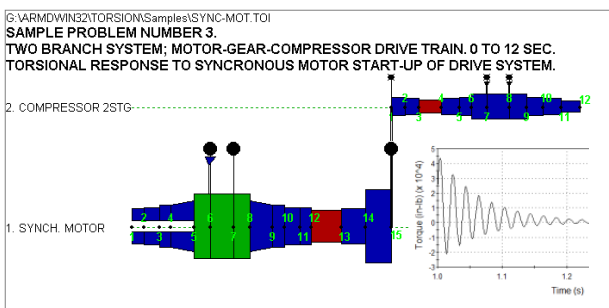 G:\ARMDWIN32\TORSION\Samples\SYNC-MOT.TOI
SAMPLE PROBLEM NUMBER 3.
TWO BRANCH SYSTEM; MOTOR-GEAR-COMPRESSOR DRIVE TRAIN. 0 TO 12 SEC.
TORSIONAL RESPONSE TO SYNCRONOUS MOTOR START-UP OF DRIVE SYSTEM.
2. COMPRESSOR 2STG
2 3 4 5 6 7 8 9 10 11 12
1. SYNCH. MOTOR
1 2 3 4 5 6 7 8 9 10 11 12 13 14 15
Torque (in-lb) (x 10^4)
5
4
3
2
1
0
-1
-2
-3
1.0 1.1 1.2
Time (s)